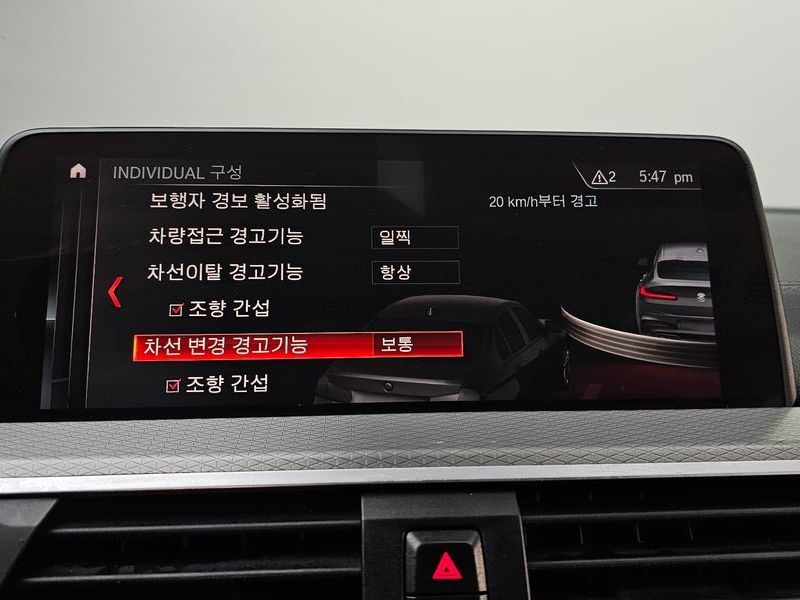 INDIVIDUAL 구성
2 5:47 pm
보행자 경보 활성화됨
20 km/h부터 경고
차량접근 경고기능 일찍
차선이탈 경고기능 항상
조향 간섭
차선 변경 경고기능 보통
조향 간섭